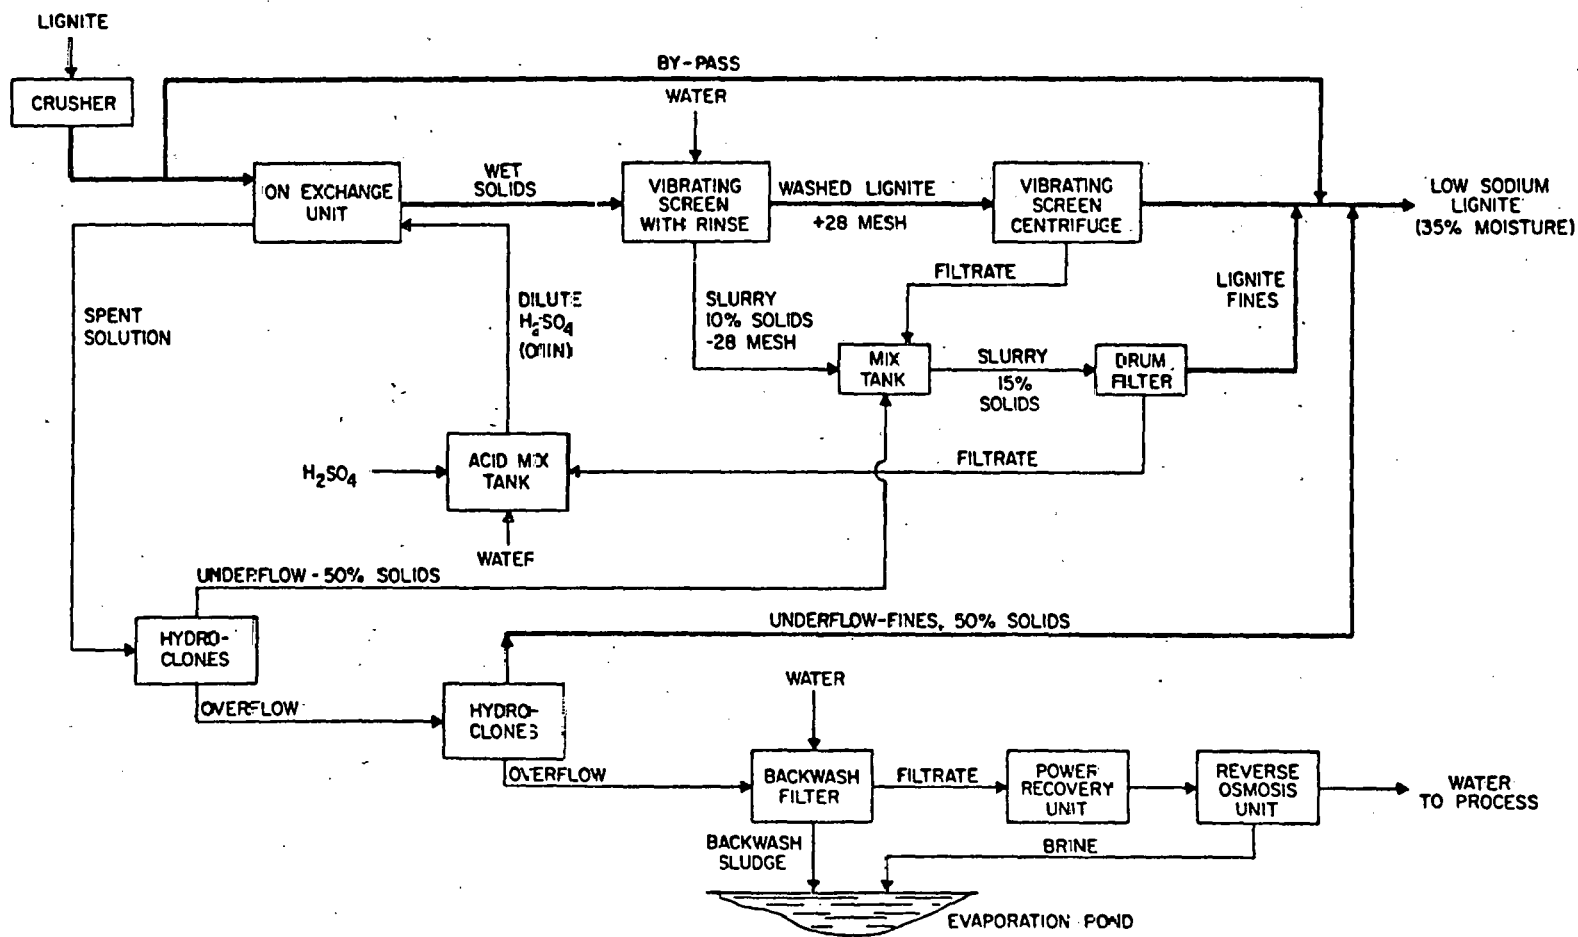 LIGNITE
CRUSHER
BY-PASS
WATER
ON EXCHANGE
UNIT
WET
SOLIDS
VIBRATING
SCREEN
WITH RINSE
WASHED LIGNITE
+28 MESH
VIBRATING
SCREEN
CENTRIFUGE
LOW SODIUM
LIGNITE
(35% MOISTURE)
SPENT
SOLUTION
DILUTE
H2SO4
(0.11N)
SLURRY
10% SOLIDS
-28 MESH
FILTRATE
LIGNITE
FINES
MIX
TANK
SLURRY
15%
SOLIDS
DRUM
FILTER
H2SO4
ACID MIX
TANK
FILTRATE
WATER
UNDERFLOW - 50% SOLIDS
HYDRO-
CLONES
UNDERFLOW-FINES, 50% SOLIDS
OVERFLOW
HYDRO-
CLONES
WATER
OVERFLOW
BACKWASH
FILTER
FILTRATE
POWER
RECOVERY
UNIT
REVERSE
OSMOSIS
UNIT
WATER
TO PROCESS
BACKWASH
SLUDGE
BRINE
EVAPORATION POND